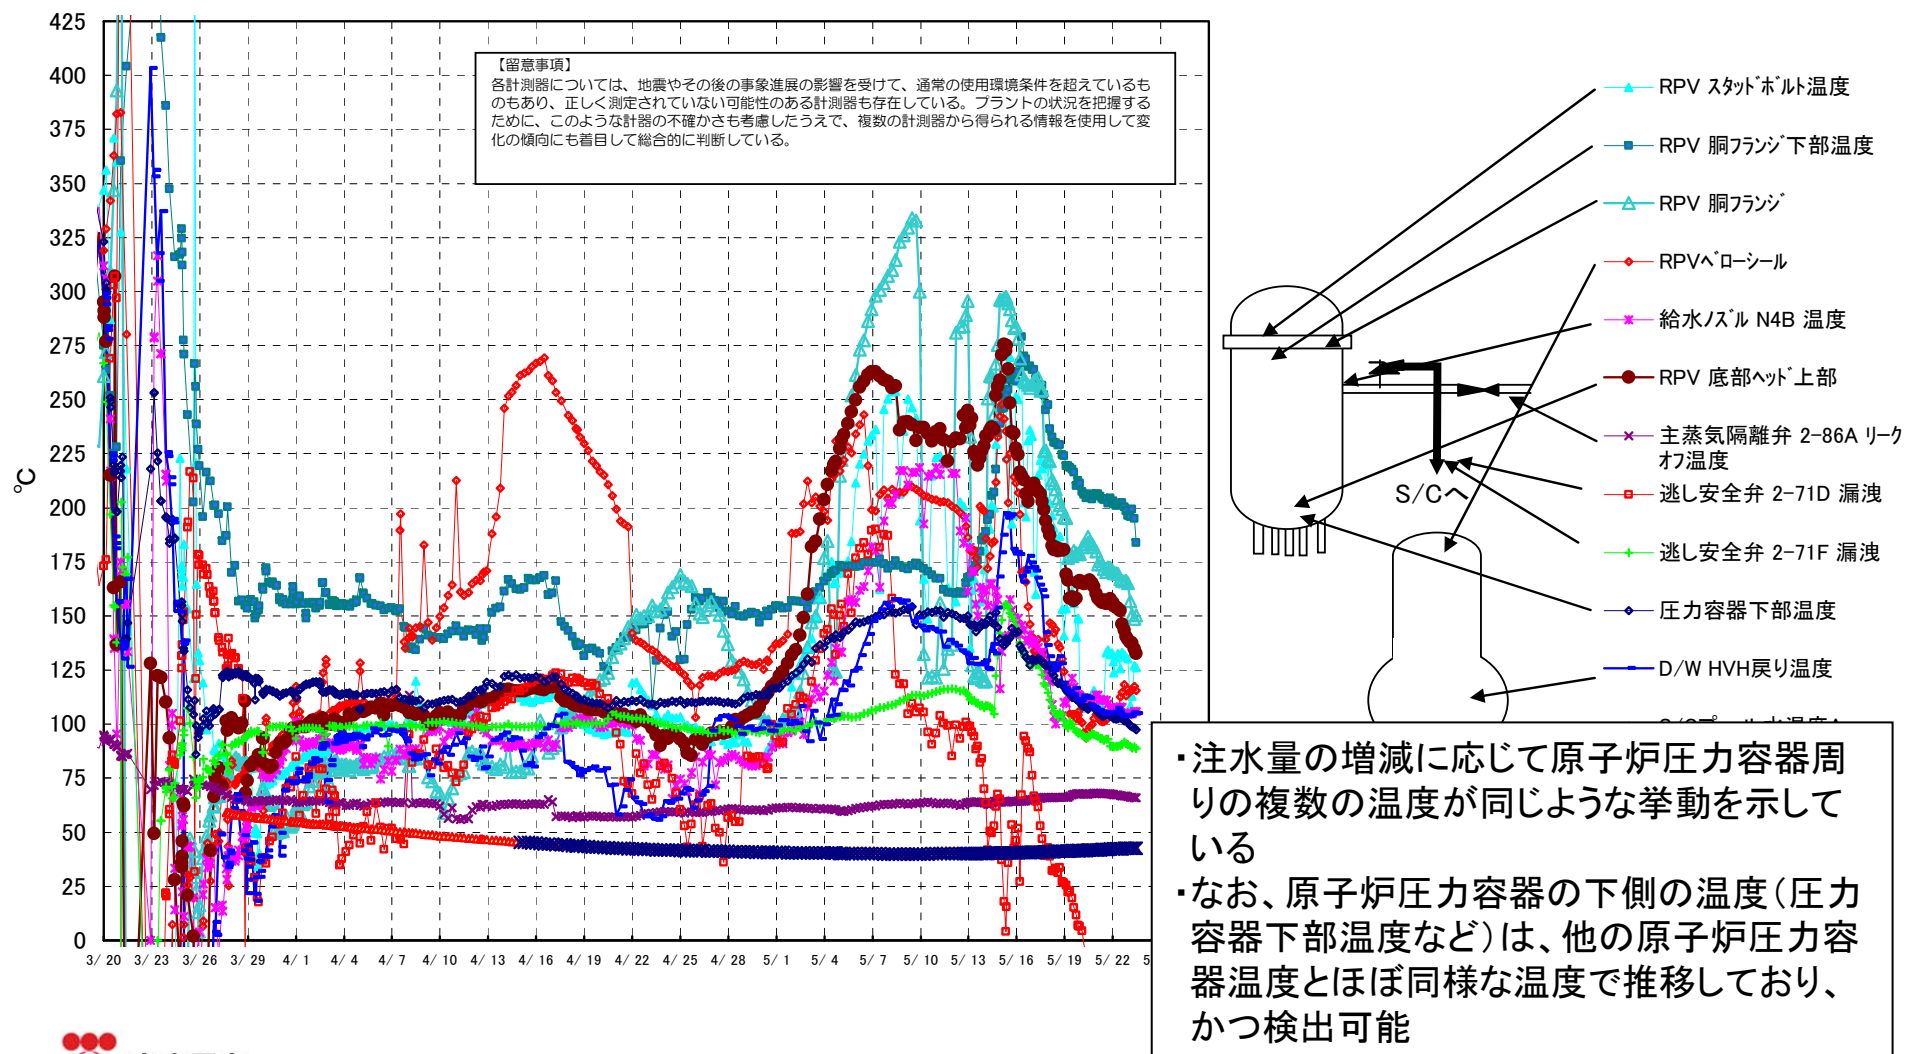 425
400
375
350
325
300
275
250
225
200
175
150
125
100
75
50
25
0
℃
3/ 20
3/ 23
3/ 26
3/ 29
4/ 1
4/ 4
4/ 7
4/ 10
4/ 13
4/ 16
4/ 19
4/ 22
4/ 25
4/ 28
5/ 1
5/ 4
5/ 7
5/ 10
5/ 13
5/ 16
5/ 19
5/ 22
【留意事項】
各計測器については、地震やその後の事象進展の影響を受けて、通常の使用環境条件を超えているも
のもあり、正しく測定されていない可能性のある計測器も存在している。プラントの状況を把握する
ために、このような計器の不確かさも考慮したうえで、複数の計測器から得られる情報を使用して変
化の傾向にも着目して総合的に判断している。
RPV ｽﾀｯﾄﾞﾎﾞﾙﾄ温度
RPV 胴ﾌﾗﾝｼﾞ下部温度
RPV 胴ﾌﾗﾝｼﾞ
RPVﾍﾞﾛｰｼｰﾙ
給水ﾉｽﾞﾙ N4B 温度
RPV 底部ﾍｯﾄﾞ上部
主蒸気隔離弁 2-86A ﾘｰｸ
ｵﾌ温度
逃し安全弁 2-71D 漏洩
逃し安全弁 2-71F 漏洩
圧力容器下部温度
D/W HVH戻り温度
S/Cへ
・注水量の増減に応じて原子炉圧力容器周
りの複数の温度が同じような挙動を示して
いる
・なお、原子炉圧力容器の下側の温度（圧力
容器下部温度など）は、他の原子炉圧力容
器温度とほぼ同様な温度で推移しており、
かつ検出可能